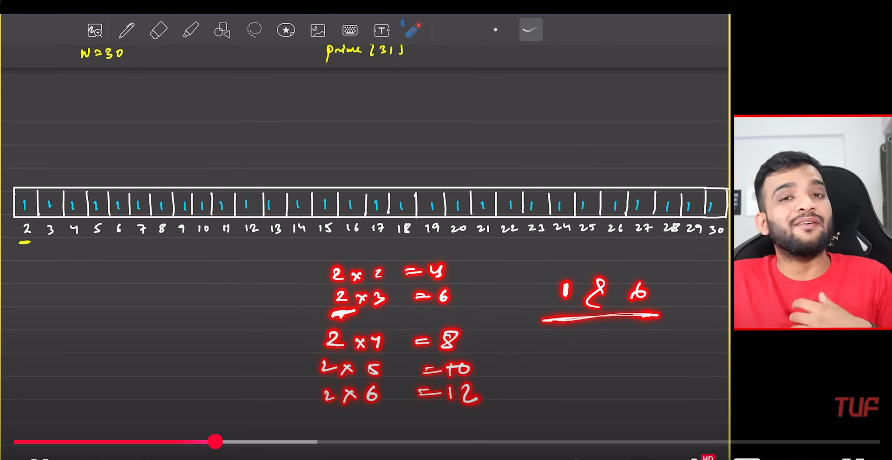 N=30
prime[31]
1 1 1 1 1 1 1 1 1 1 1 1 1 1 1 1 1 1 1 1 1 1 1 1 1 1 1 1 1
2 3 4 5 6 7 8 9 10 11 12 13 14 15 16 17 18 19 20 21 22 23 24 25 26 27 28 29 30
2 x 2 = 4
2 x 3 = 6
1 & 6
2 x 4 = 8
2 x 5 = 10
2 x 6 = 12
TUF
HD